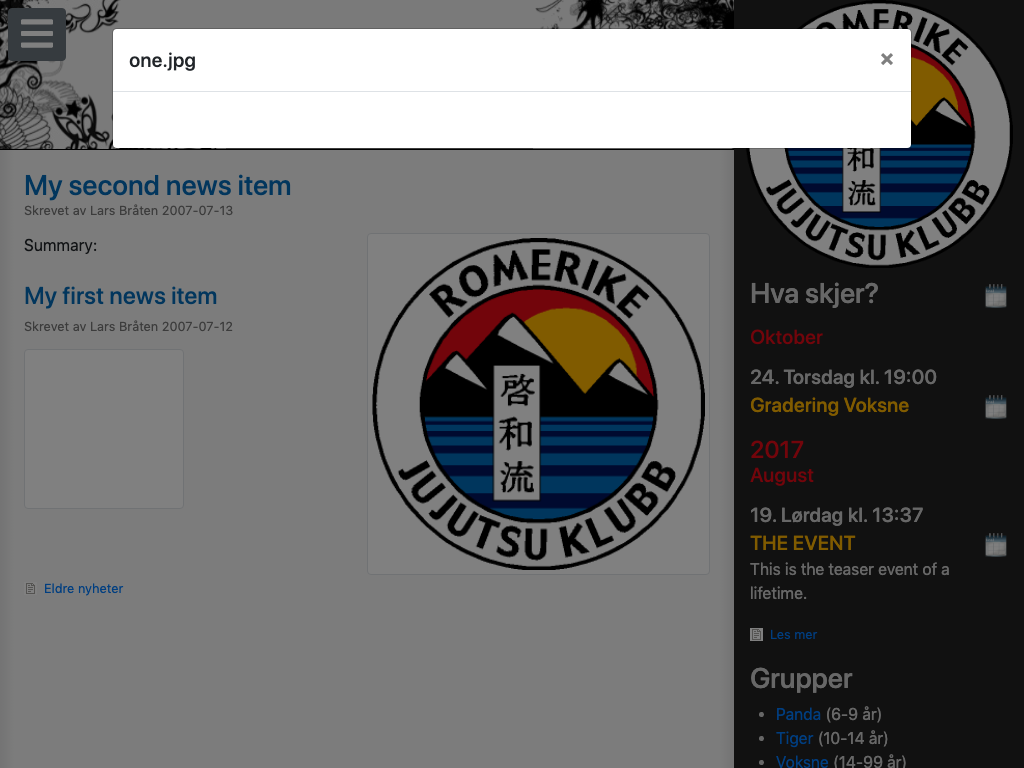 one.jpg
×
My second news item
Skrevet av Lars Bråten 2007-07-13
Summary:
My first news item
Skrevet av Lars Bråten 2007-07-12
ROMERIKE
啓和流
JUJUTSU KLUBB
Eldre nyheter
ROMERIKE
和流
JUJUTSU KLUBB
Hva skjer?
Oktober
24. Torsdag kl. 19:00
Gradering Voksne
2017
August
19. Lørdag kl. 13:37
THE EVENT
This is the teaser event of a
lifetime.
Les mer
Grupper
Panda (6-9 år)
Tiger (10-14 år)
Voksne (14-99 år)